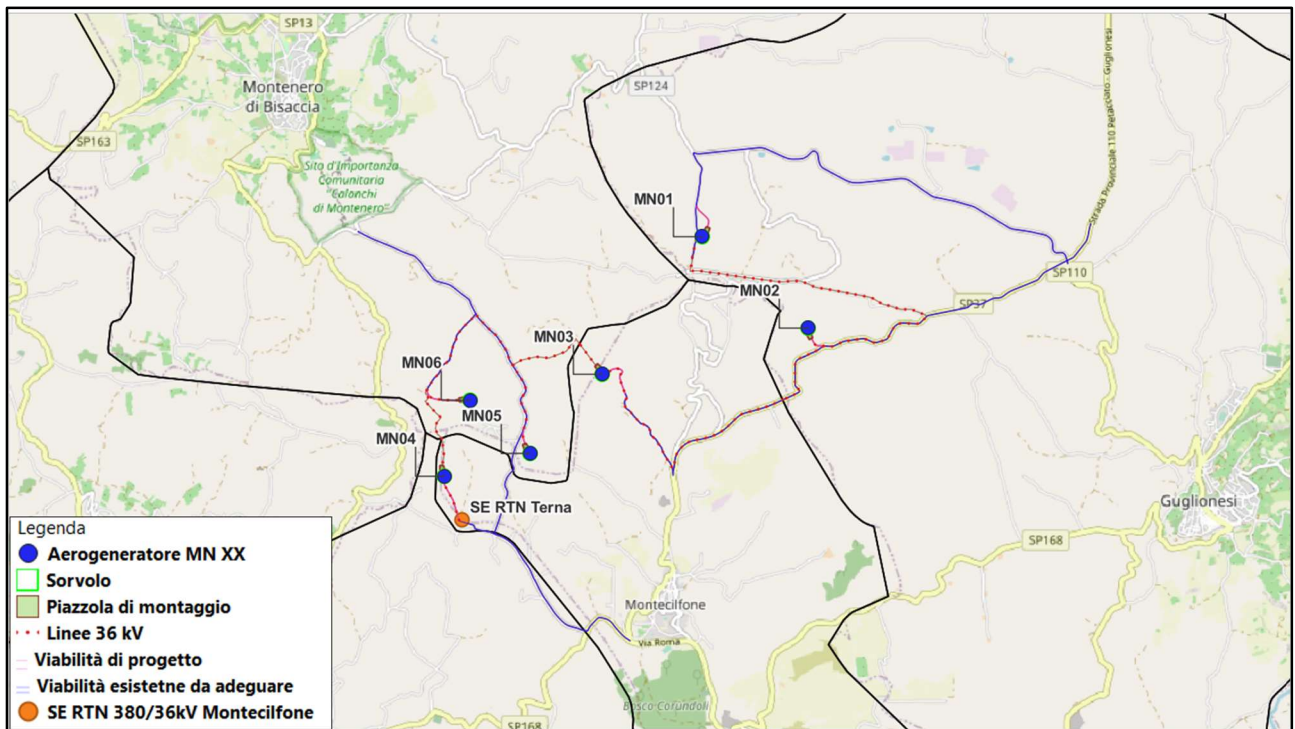 SP13
Montenero
di Bisaccia
SP124
SP163
Sito d'Importanza
Comunitaria
"Calanchi
di Montenero"
Strada Provinciale 110 Petacciato - Guglionesi
MN01
SP110
MN02
SP37
MN03
MN06
MN05
MN04
Guglionesi
SE RTN Terna
SP168
Montecilfone
Via Roma
Bosco Corundoli
SP168
Legenda
Aerogeneratore MN XX
Sorvolo
Piazzola di montaggio
Linee 36 kV
Viabilità di progetto
Viabilità esistetne da adeguare
SE RTN 380/36kV Montecilfone